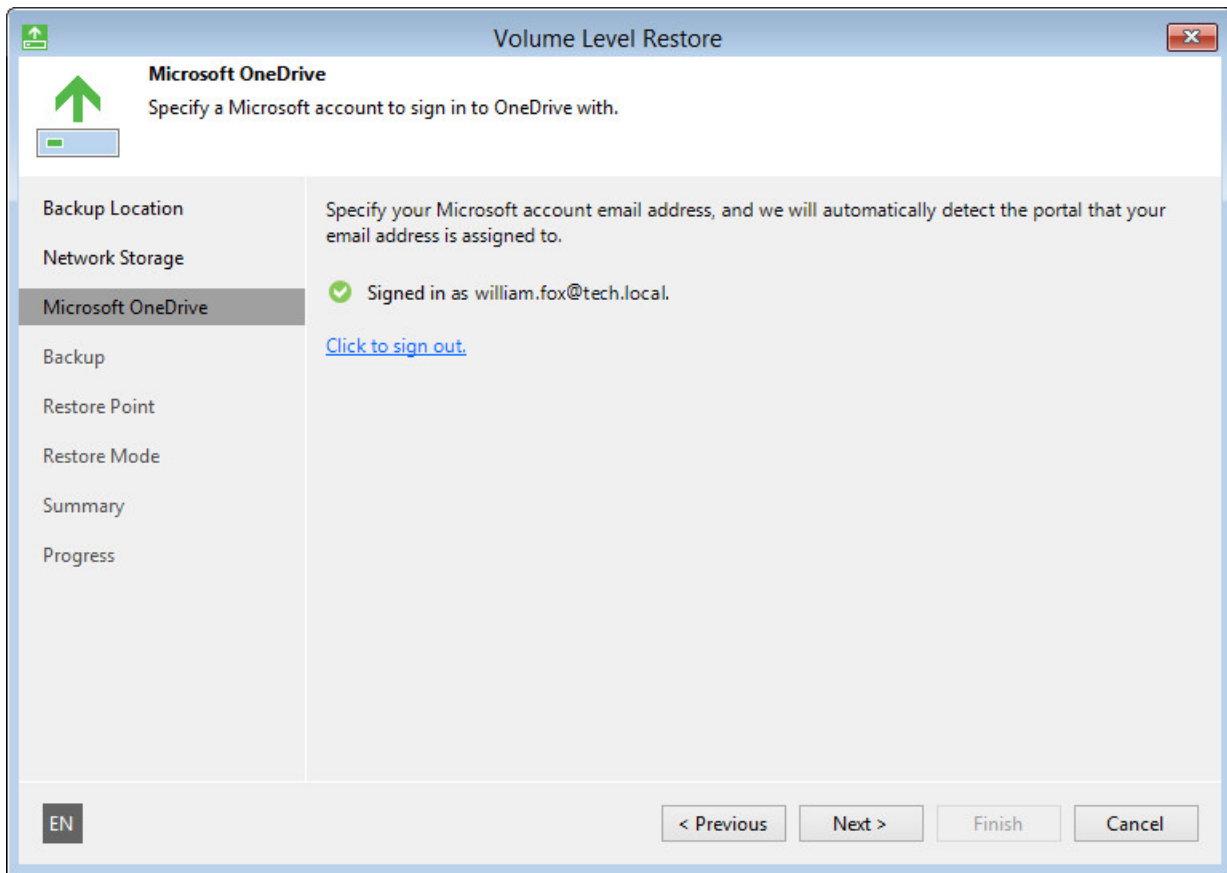 Volume Level Restore
Microsoft OneDrive
Specify a Microsoft account to sign in to OneDrive with.
Backup Location
Network Storage
Microsoft OneDrive
Backup
Restore Point
Restore Mode
Summary
Progress
Specify your Microsoft account email address, and we will automatically detect the portal that your
email address is assigned to.
Signed in as william.fox@tech.local.
Click to sign out.
EN
< Previous
Next >
Finish
Cancel